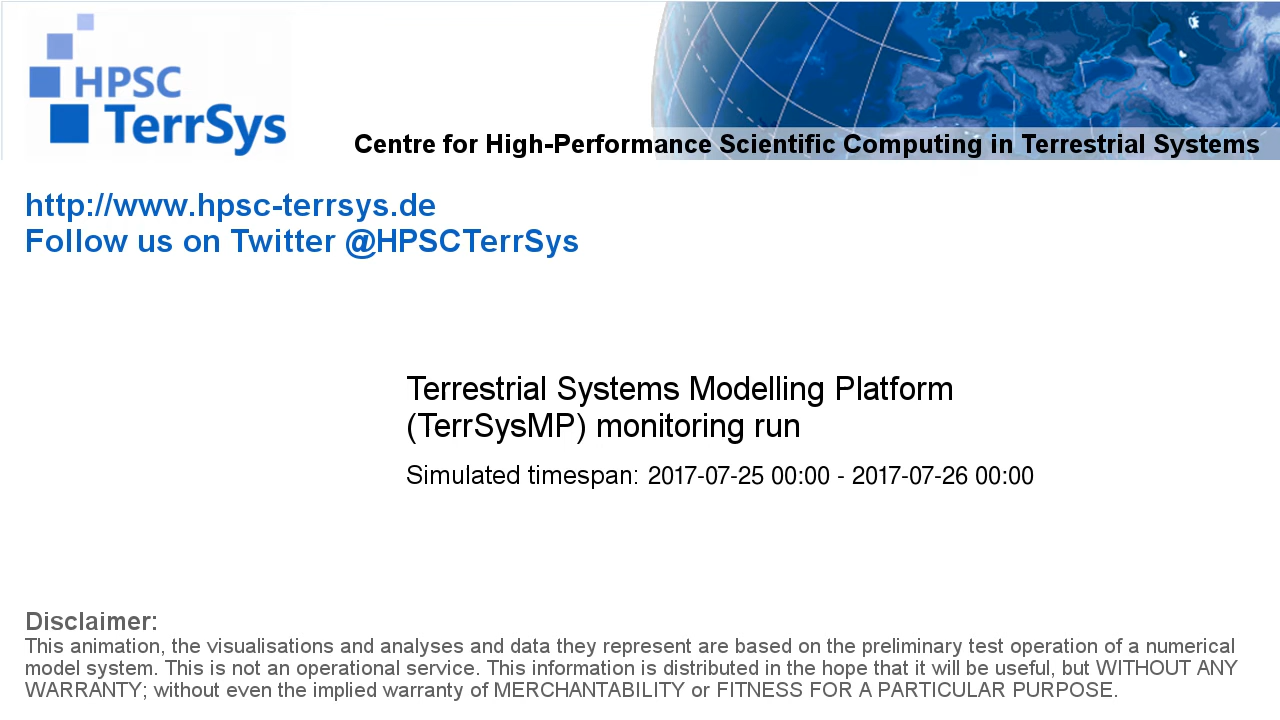 HPSC
TerrSys
Centre for High-Performance Scientific Computing in Terrestrial Systems
http://www.hpsc-terrsys.de
Follow us on Twitter @HPSCTerrSys
Terrestrial Systems Modelling Platform
(TerrSysMP) monitoring run
Simulated timespan: 2017-07-25 00:00 - 2017-07-26 00:00
Disclaimer:
This animation, the visualisations and analyses and data they represent are based on the preliminary test operation of a numerical
model system. This is not an operational service. This information is distributed in the hope that it will be useful, but WITHOUT ANY
WARRANTY; without even the implied warranty of MERCHANTABILITY or FITNESS FOR A PARTICULAR PURPOSE.